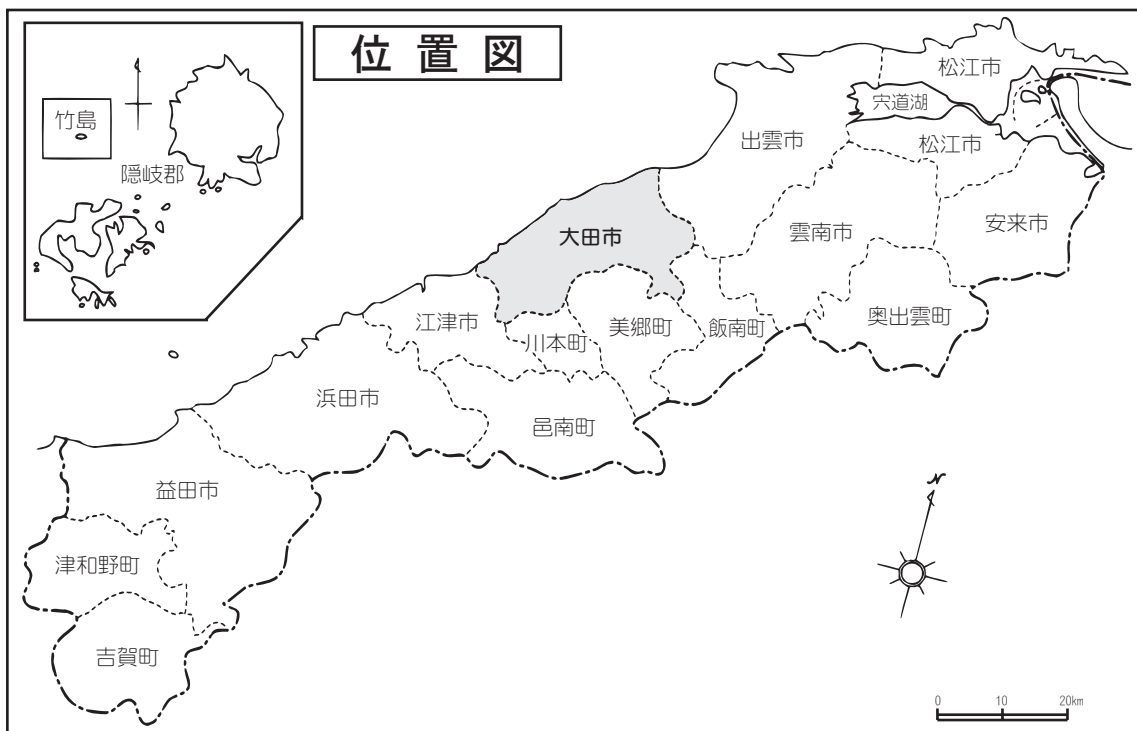 位置図
竹島
隠岐郡
松江市
宍道湖
出雲市
松江市
安来市
雲南市
大田市
奥出雲町
江津市
川本町
美郷町
飯南町
浜田市
邑南町
益田市
津和野町
吉賀町
N
0 10 20km